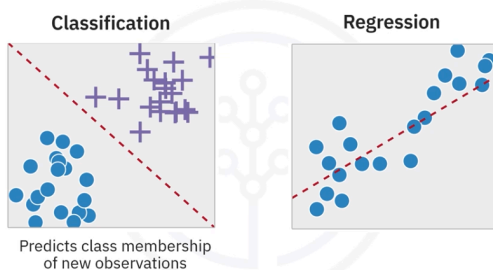 Classification
Regression
Predicts class membership
of new observations